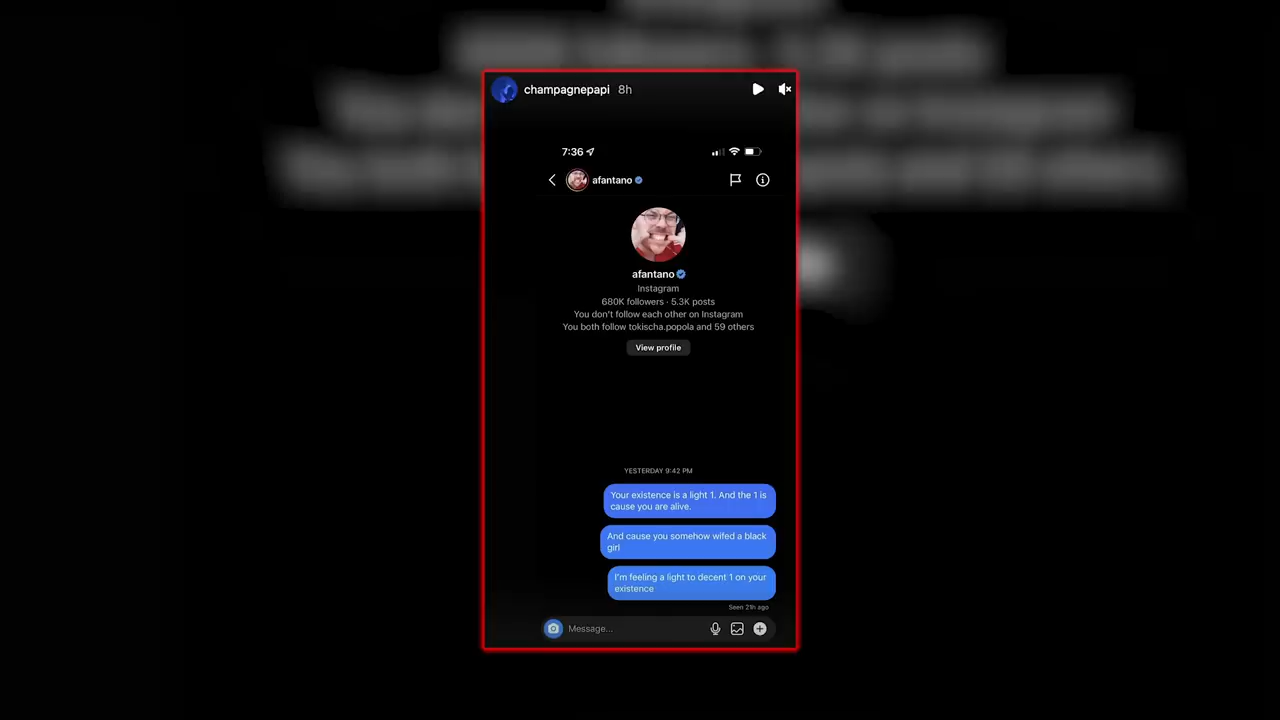 champagnepapi 8h
7:36
afantano
afantano
Instagram
680K followers · 5.3K posts
You don't follow each other on Instagram
You both follow tokischa.popola and 59 others
View profile
YESTERDAY 9:42 PM
Your existence is a light 1. And the 1 is
cause you are alive.
And cause you somehow wifed a black
girl
I'm feeling a light to decent 1 on your
existence
Seen 21h ago
Message...